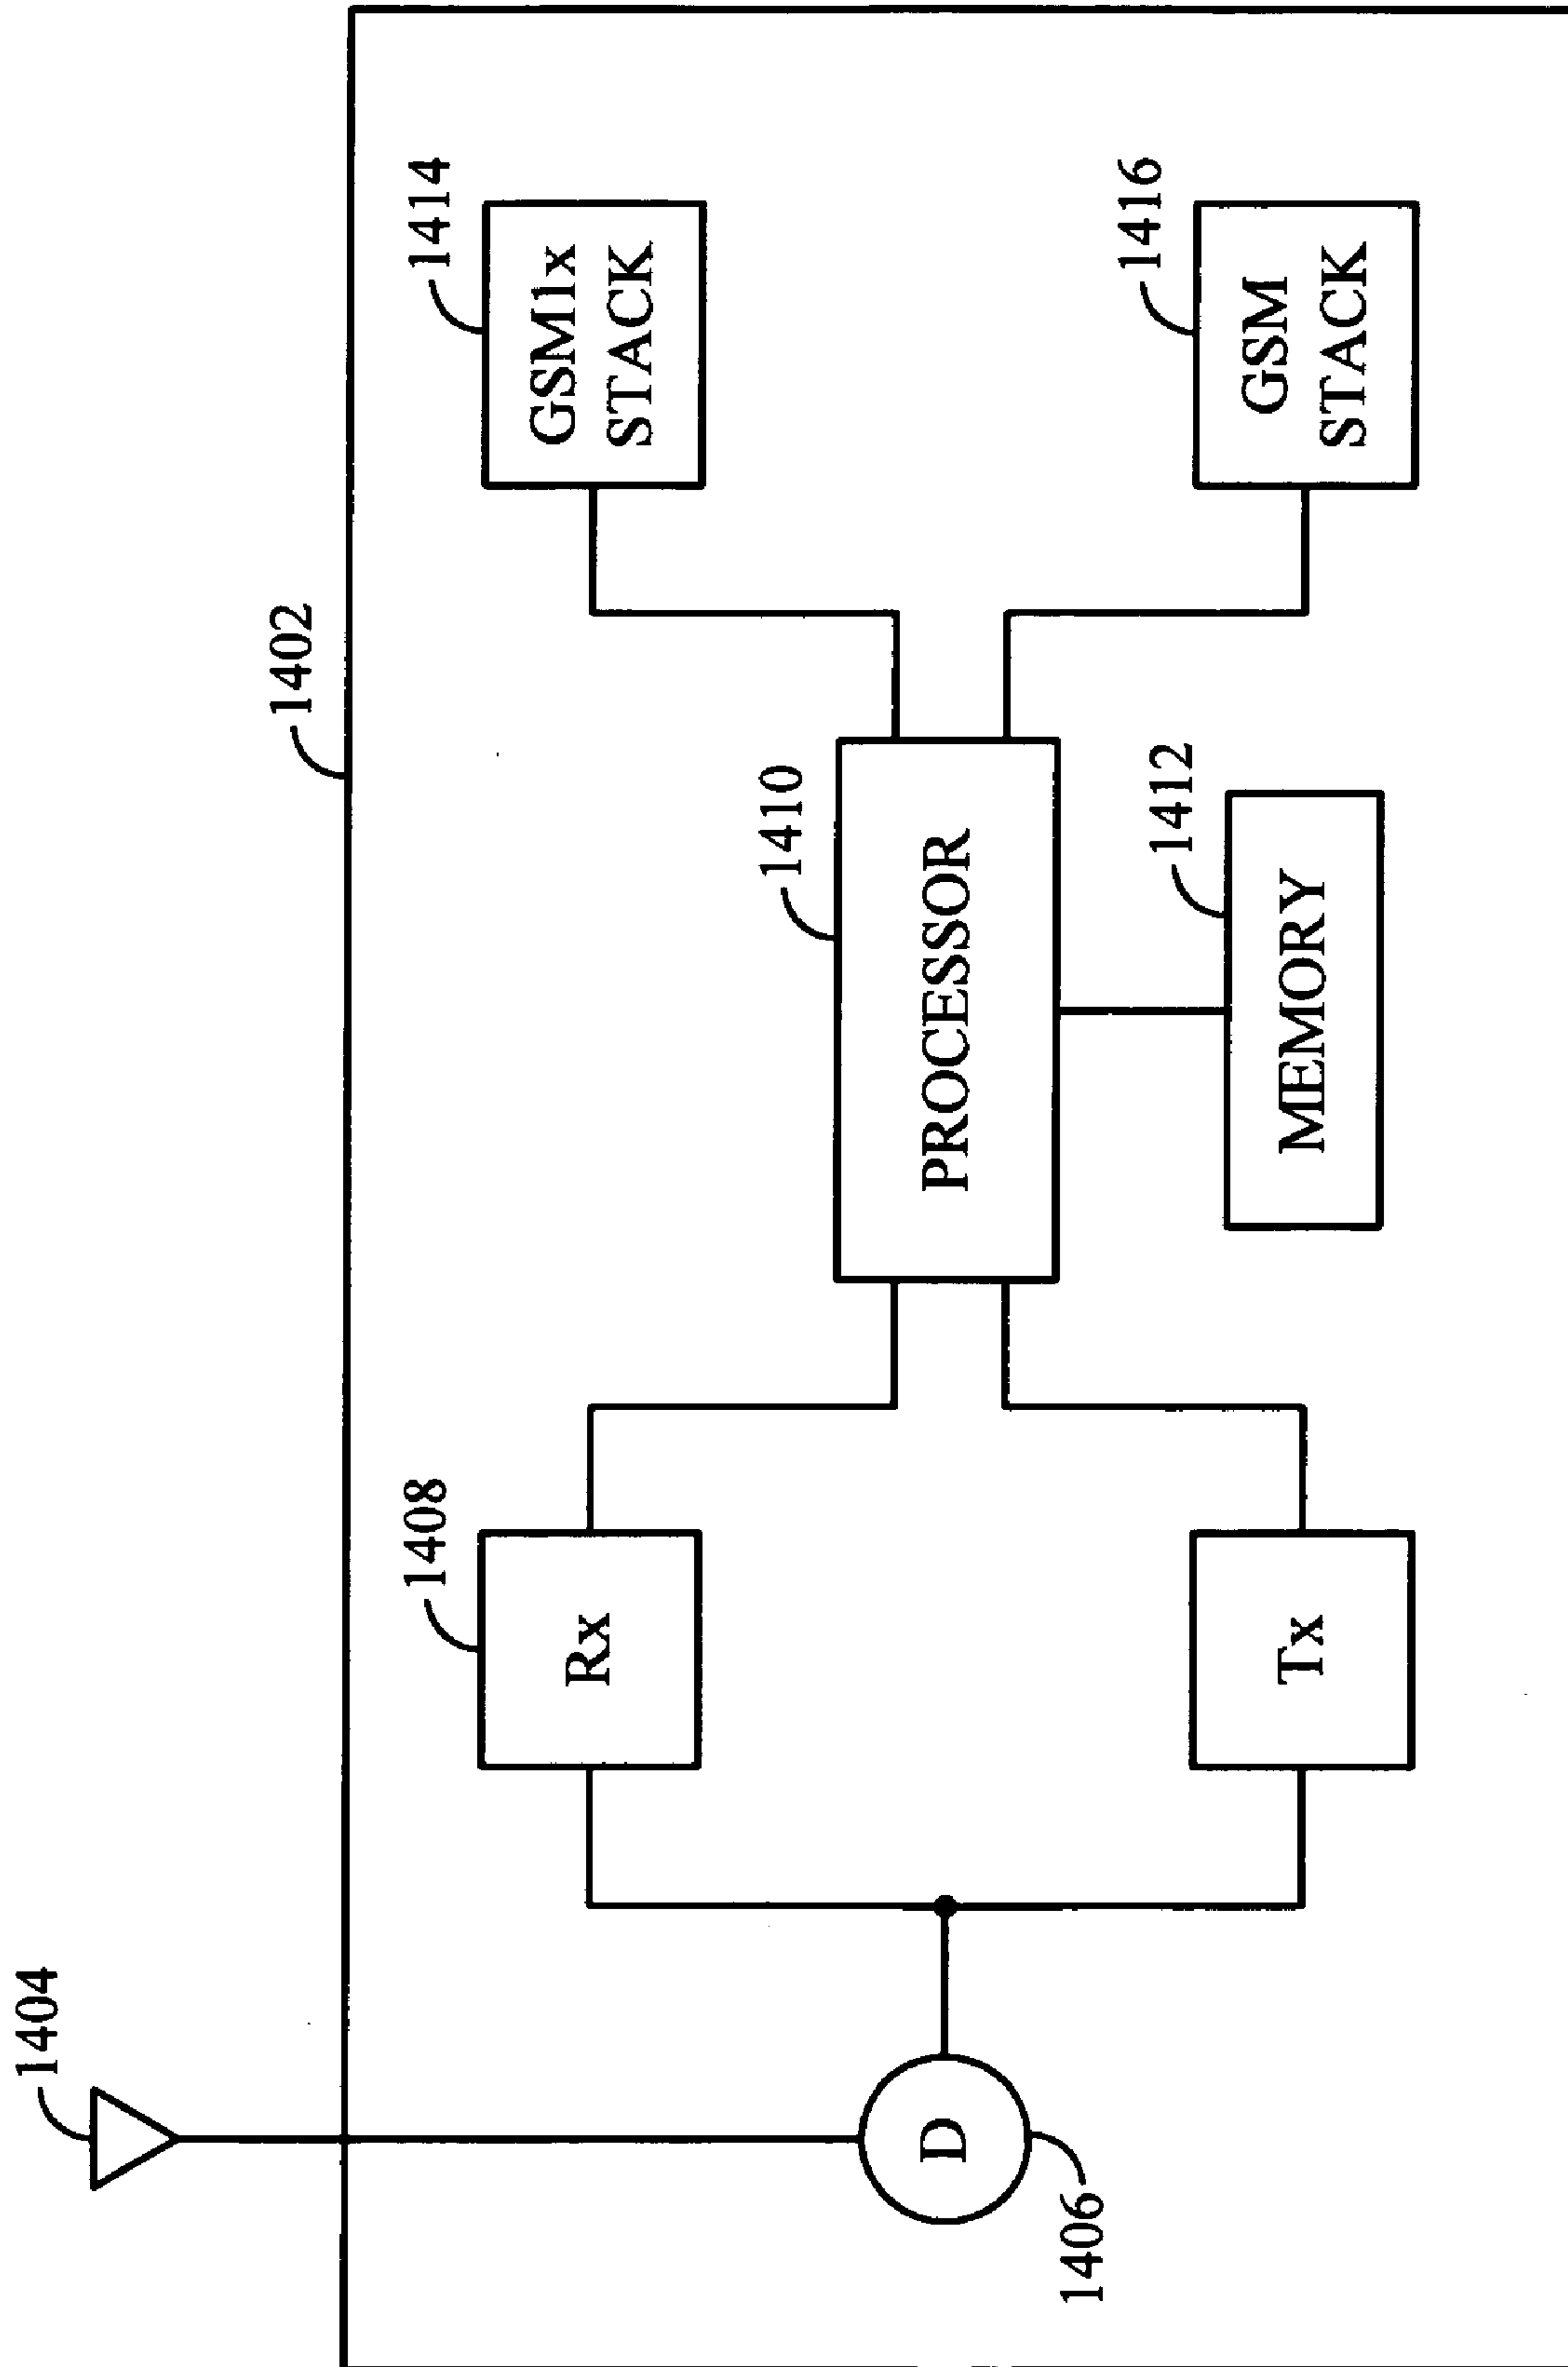 1404
1402
1408
Rx
1410
PROCESSOR
1414
GSM1x
STACK
D
1406
Tx
1412
MEMORY
1416
GSM
STACK